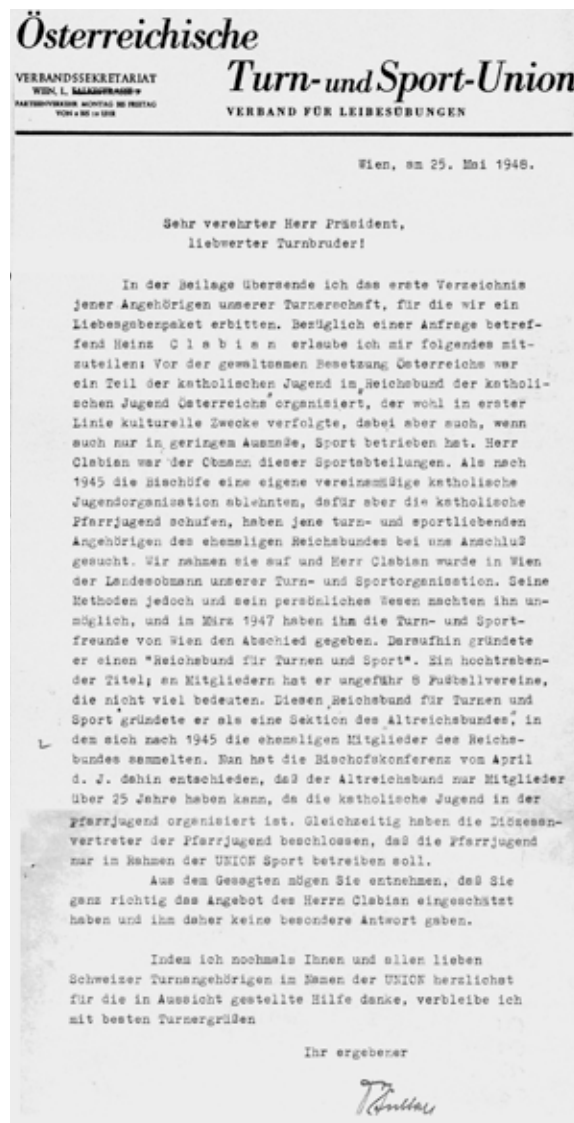 Österreichische
Turn- und Sport-Union
VERBANDSSEKRETARIAT
WIEN, I.,
PARTEIENVERKEHR MONTAG BIS FREITAG
VERBAND FÜR LEIBESÜBUNGEN
Wien, am 25. Mai 1948.
Sehr verehrter Herr Präsident,
liebwerter Turnbruder!
In der Beilage übersende ich das erste Verzeichnis
jener Angehörigen unserer Turnerschaft, für die wir ein
Liebesgabenpaket erbitten. Bezüglich einer Anfrage betref-
fend Heinz C l a b i a n erlaube ich mir folgendes mit-
zuteilen: Vor der gewaltsamen Besetzung Österreichs war
ein Teil der katholischen Jugend im "Reichsbund der katholi-
schen Jugend Österreichs" organisiert, der wohl in erster
Linie kulturelle Zwecke verfolgte, dabei aber auch, wenn
auch nur in geringem Ausmaße, Sport betrieben hat. Herr
Clabian war der Obmann dieser Sportabteilungen. Als nach
1945 die Bischöfe eine eigene vereinsmäßige katholische
Jugendorganisation ablehnten, dafür aber die katholische
Pfarrjugend schufen, haben jene turn- und sportliebenden
Angehörigen des ehemaligen Reichsbundes bei uns Anschluß
gesucht. Wir nahmen sie auf und Herr Clabian wurde in Wien
der Landesobmann unserer Turn- und Sportorganisation. Seine
Methoden jedoch und sein persönliches Wesen machten ihn un-
möglich, und im März 1947 haben ihm die Turn- und Sport-
freunde von Wien den Abschied gegeben. Daraufhin gründete
er einen "Reichsbund für Turnen und Sport". Ein hochtraben-
der Titel; an Mitgliedern hat er ungefähr 8 Fußballvereine,
die nicht viel bedeuten. Diesen "Reichsbund für Turnen und
Sport" gründete er als eine Sektion des "Altreichsbundes", in
dem sich nach 1945 die ehemaligen Mitglieder des Reichs-
bundes sammelten. Nun hat die Bischofskonferenz vom April
d. J. dahin entschieden, daß der Altreichsbund nur Mitglieder
über 25 Jahre haben kann, da die katholische Jugend in der
Pfarrjugend organisiert ist. Gleichzeitig haben die Diözesan-
vertreter der Pfarrjugend beschlossen, daß die Pfarrjugend
nur im Rahmen der UNION Sport betreiben soll.
Aus dem Gesagten mögen Sie entnehmen, daß Sie
ganz richtig das Angebot des Herrn Clabian eingeschätzt
haben und ihm daher keine besondere Antwort gaben.
Indem ich nochmals Ihnen und allen lieben
Schweizer Turnangehörigen im Namen der UNION herzlichst
für die in Aussicht gestellte Hilfe danke, verbleibe ich
mit besten Turnergrüßen
Ihr ergebener